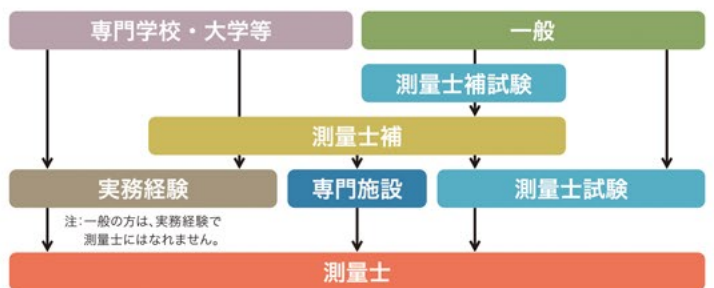 専門学校・大学等
一般
測量士補試験
測量士補
実務経験
専門施設
測量士試験
注:一般の方は、実務経験で
測量士にはなれません。
測量士